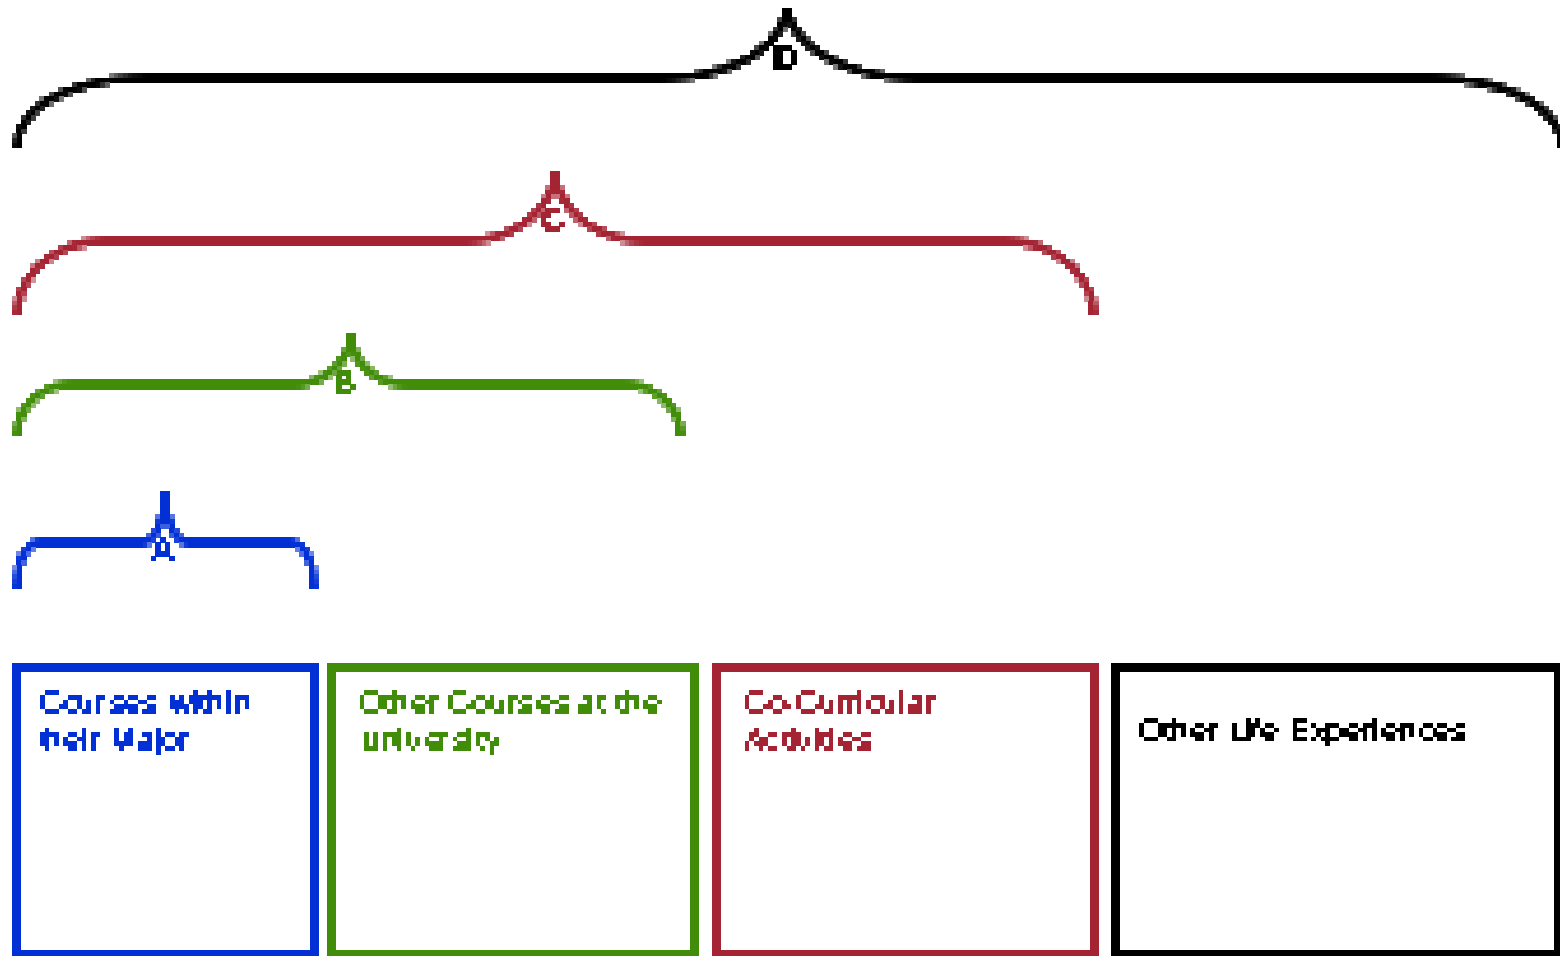 D
C
B
A
Courses within
their Major
Other Courses at the
university
Co-Curricular
Activities
Other Life Experiences